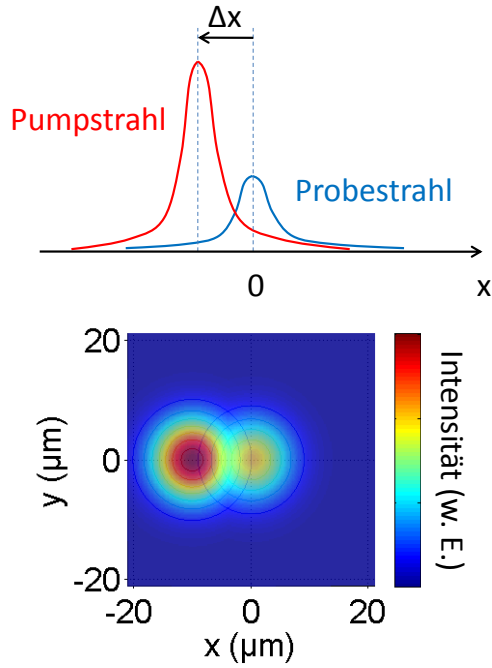 Δx
Pumpstrahl
Probestrahl
0
x
20
0
-20
y (µm)
-20
0
20
x (µm)
Intensität (w. E.)